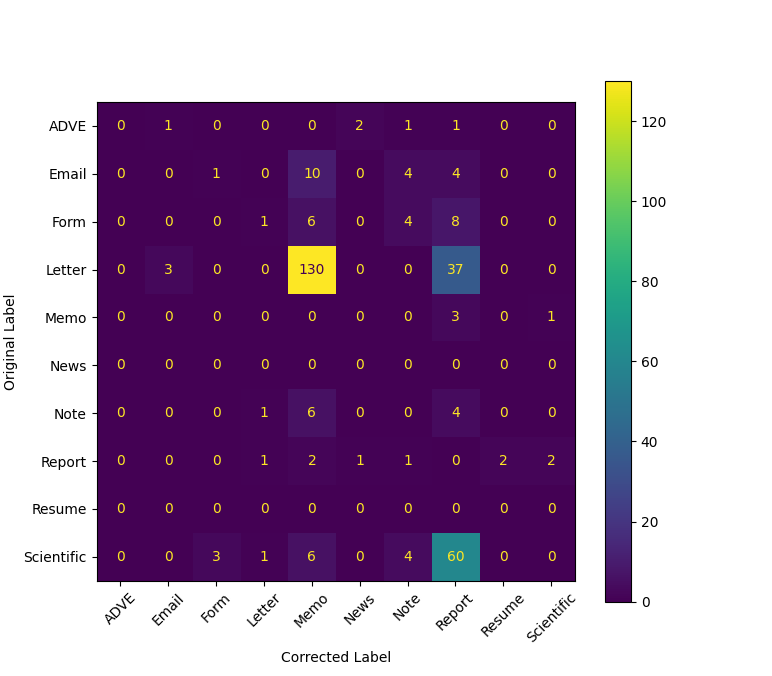 ADVE 0 1 0 0 0 2 1 1 0 0
Email 0 0 1 0 10 0 4 4 0 0
Form 0 0 0 1 6 0 4 8 0 0
Letter 0 3 0 0 130 0 0 37 0 0
Memo 0 0 0 0 0 0 0 3 0 1
News 0 0 0 0 0 0 0 0 0 0
Note 0 0 0 1 6 0 0 4 0 0
Report 0 0 0 1 2 1 1 0 2 2
Resume 0 0 0 0 0 0 0 0 0 0
Scientific 0 0 3 1 6 0 4 60 0 0
ADVE Email Form Letter Memo News Note Report Resume Scientific
Corrected Label
Original Label
120
100
80
60
40
20
0